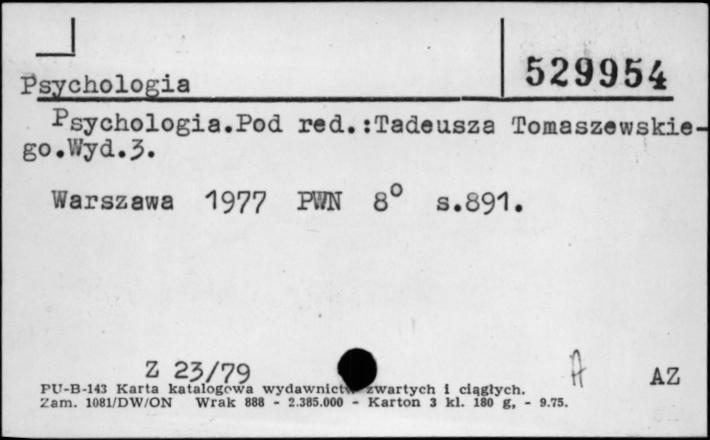 529954
Psychologia
Psychologia.Pod red.:Tadeusza Tomaszewskie-
go.Wyd.3.
Warszawa 1977 PWN 8° s.891.
Z 23/79
A AZ
PU-B-143 Karta katalogowa wydawnictw zwartych i ciągłych.
Zam. 1081/DW/ON Wrak 888 - 2.385.000 - Karton 3 kl. 180 g, - 9.75.